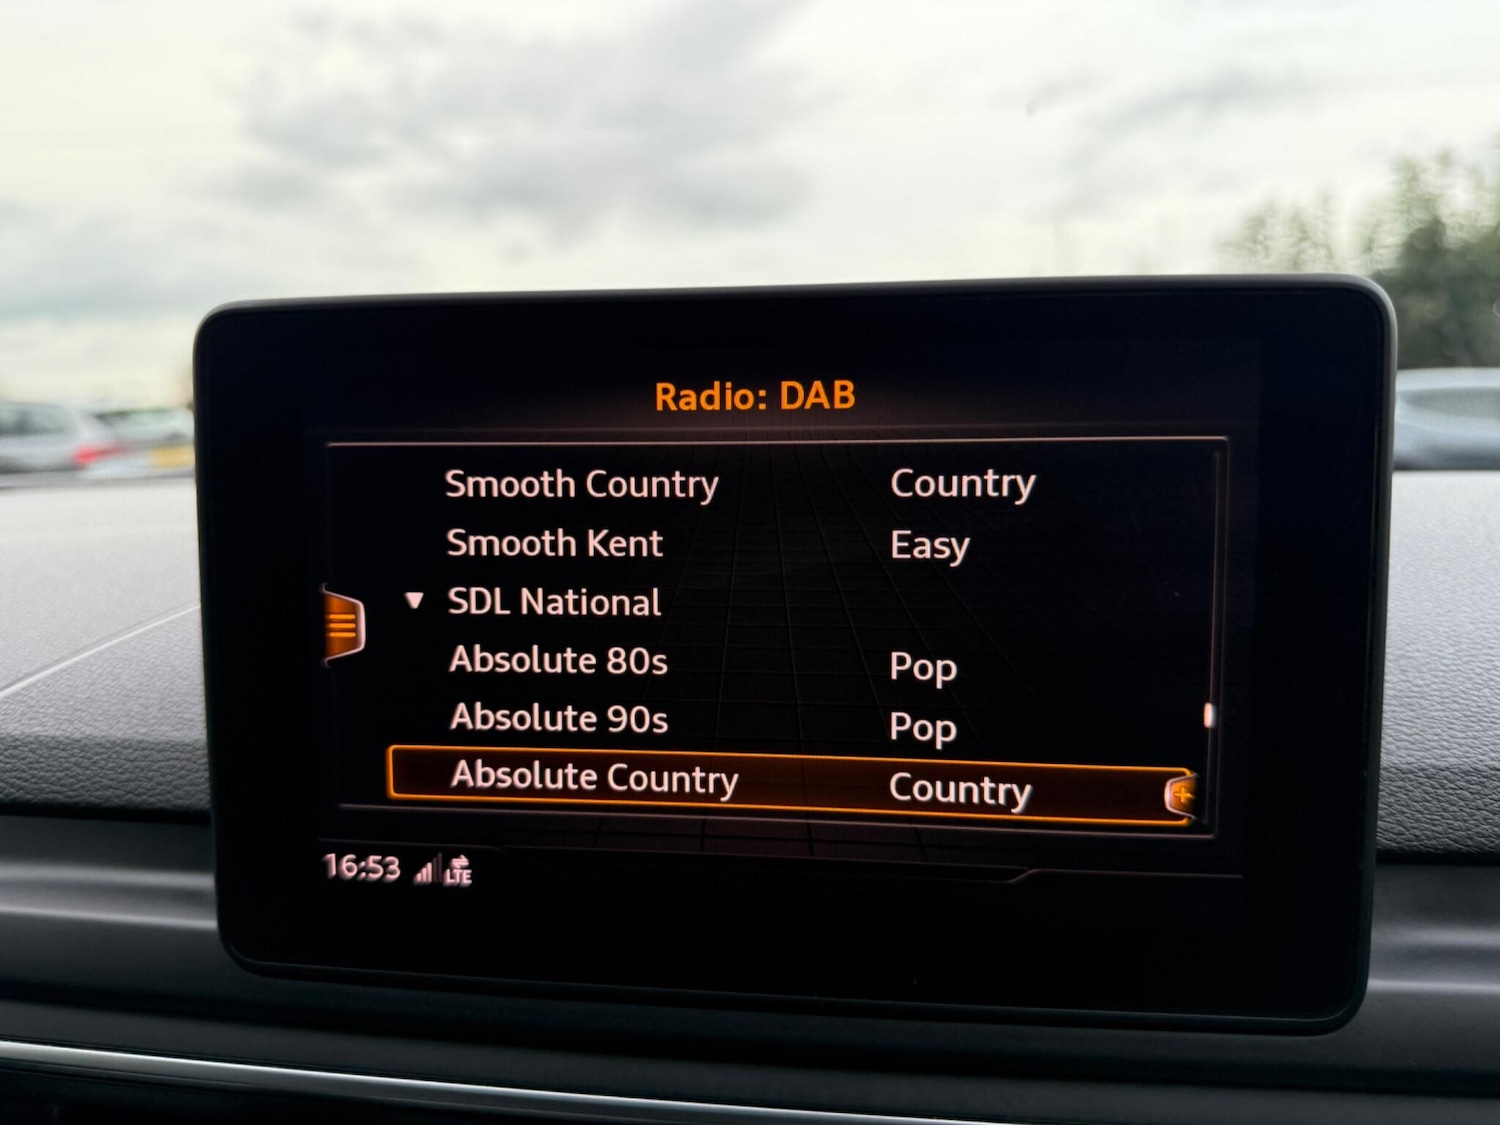 Radio: DAB
Smooth Country Country
Smooth Kent Easy
SDL National
Absolute 80s Pop
Absolute 90s Pop
Absolute Country Country
16:53 LTE